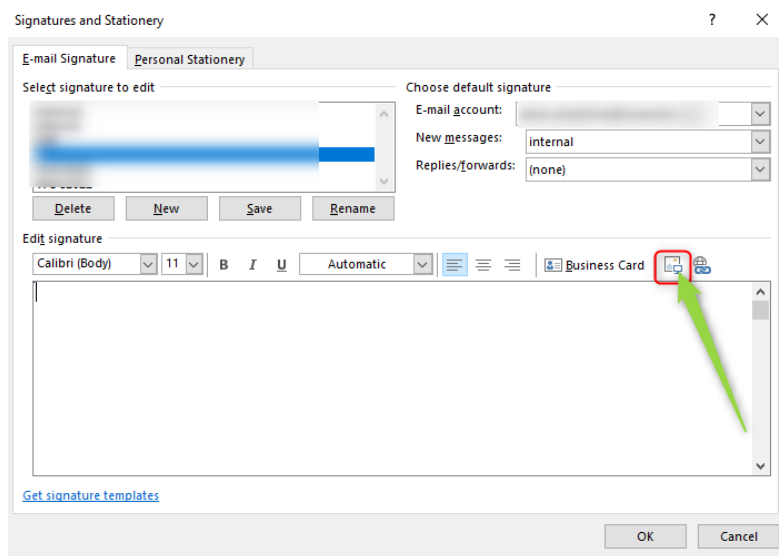 Signatures and Stationery
?
E-mail Signature Personal Stationery
Select signature to edit
Choose default signature
E-mail account:
New messages: internal
Replies/forwards: (none)
Delete New Save Rename
Edit signature
Calibri (Body) 11 B I U Automatic Business Card
Get signature templates
OK Cancel